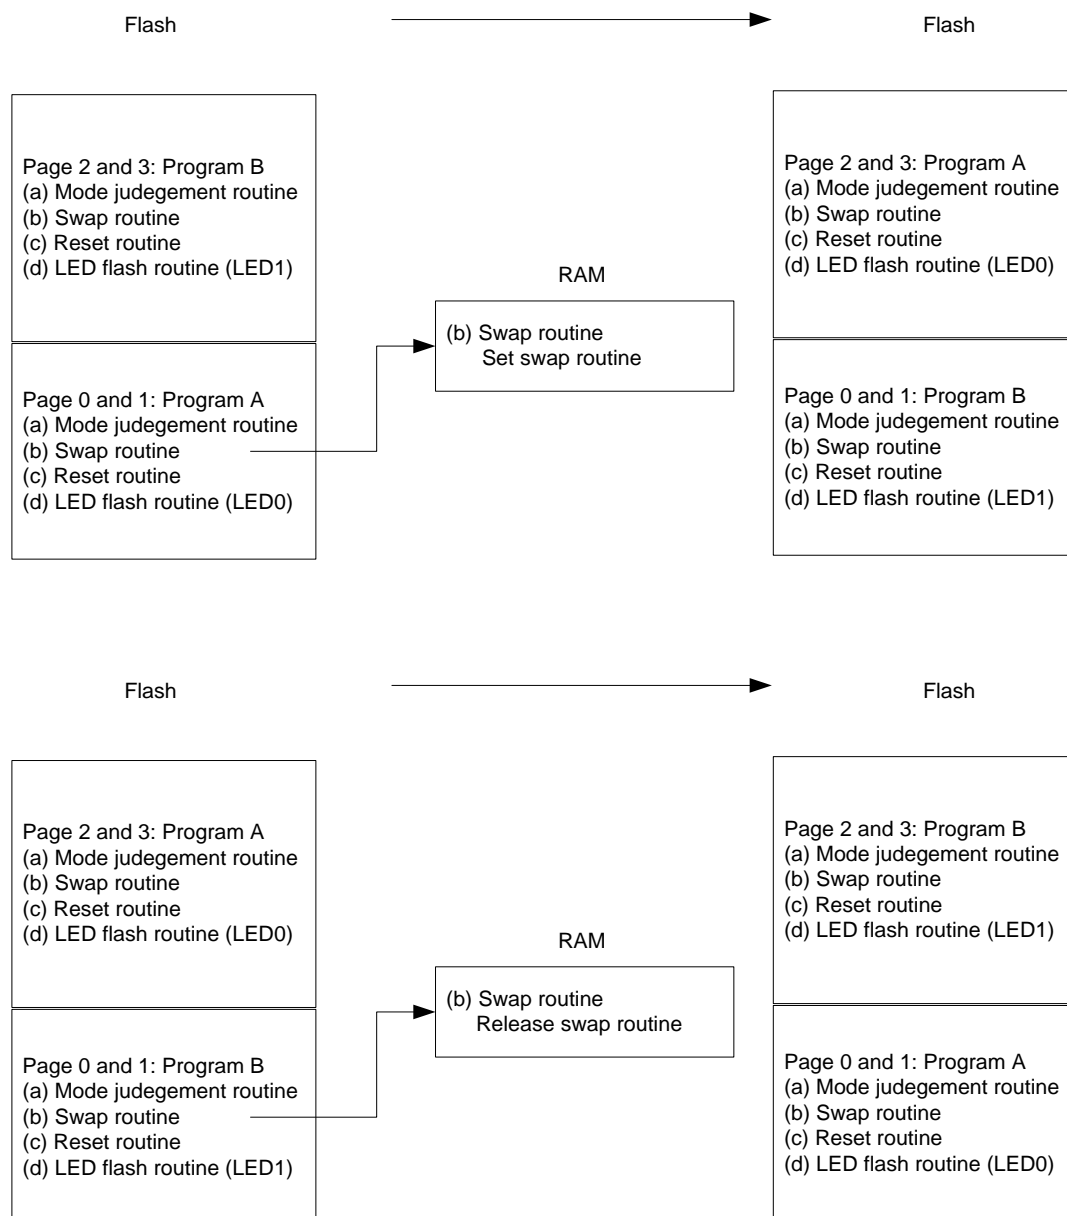 Flash
Flash
Page 2 and 3: Program B
(a) Mode judegement routine
(b) Swap routine
(c) Reset routine
(d) LED flash routine (LED1)
Page 0 and 1: Program A
(a) Mode judegement routine
(b) Swap routine
(c) Reset routine
(d) LED flash routine (LED0)
RAM
(b) Swap routine
Set swap routine
Page 2 and 3: Program A
(a) Mode judegement routine
(b) Swap routine
(c) Reset routine
(d) LED flash routine (LED0)
Page 0 and 1: Program B
(a) Mode judegement routine
(b) Swap routine
(c) Reset routine
(d) LED flash routine (LED1)
Flash
Flash
Page 2 and 3: Program A
(a) Mode judegement routine
(b) Swap routine
(c) Reset routine
(d) LED flash routine (LED0)
Page 0 and 1: Program B
(a) Mode judegement routine
(b) Swap routine
(c) Reset routine
(d) LED flash routine (LED1)
RAM
(b) Swap routine
Release swap routine
Page 2 and 3: Program B
(a) Mode judegement routine
(b) Swap routine
(c) Reset routine
(d) LED flash routine (LED1)
Page 0 and 1: Program A
(a) Mode judegement routine
(b) Swap routine
(c) Reset routine
(d) LED flash routine (LED0)